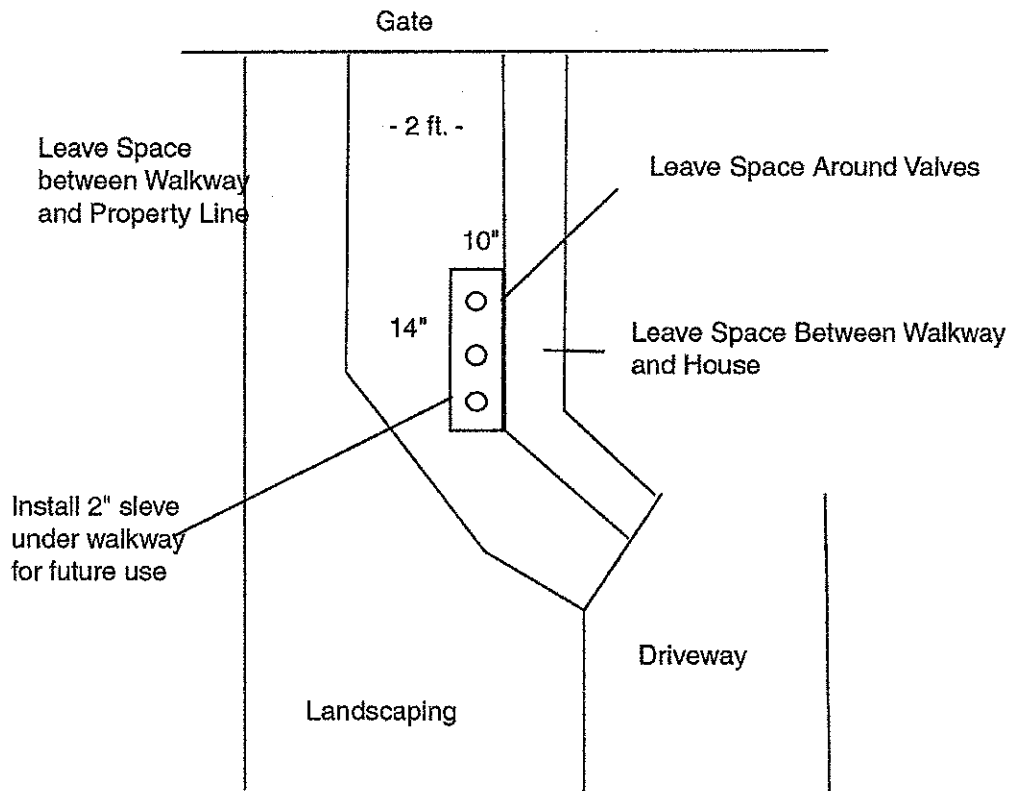 Gate
- 2 ft. -
Leave Space
between Walkway
and Property Line
Leave Space Around Valves
10"
14"
Leave Space Between Walkway
and House
Install 2" sleve
under walkway
for future use
Driveway
Landscaping